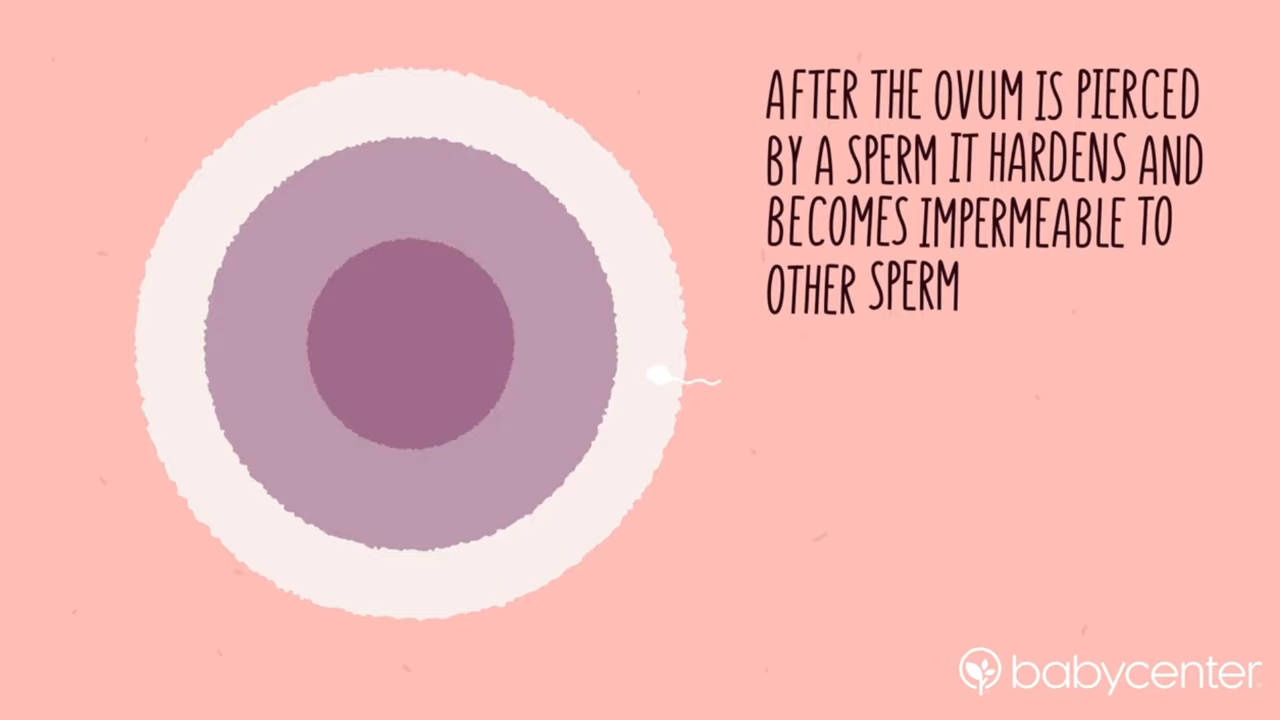 AFTER THE OVUM IS PIERCED
BY A SPERM IT HARDENS AND
BECOMES IMPERMEABLE TO
OTHER SPERM
babycenter